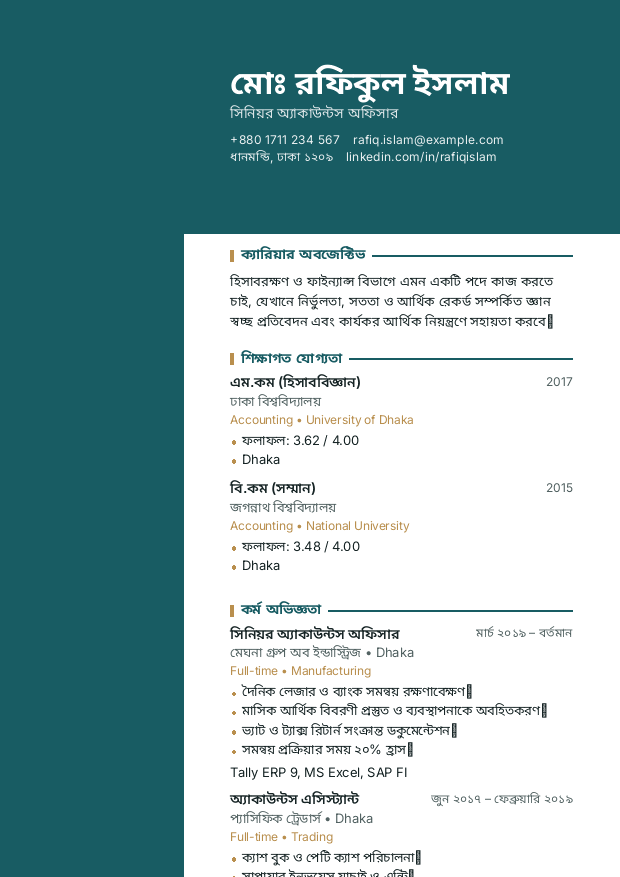 মোঃ রফিকুল ইসলাম
সিনিয়র অ্যাকাউন্টস অফিসার
+880 1711 234 567 rafiq.islam@example.com
ধানমন্ডি, ঢাকা ১২০৯ linkedin.com/in/rafiqislam
ক্যারিয়ার অবজেক্টিভ
হিসাবরক্ষণ ও ফাইন্যান্স বিভাগে এমন একটি পদে কাজ করতে
চাই, যেখানে নির্ভুলতা, সততা ও আর্থিক রেকর্ড সম্পর্কিত জ্ঞান
স্বচ্ছ প্রতিবেদন এবং কার্যকর আর্থিক নিয়ন্ত্রণে সহায়তা করবে
শিক্ষাগত যোগ্যতা
এম.কম (হিসাববিজ্ঞান) 2017
ঢাকা বিশ্ববিদ্যালয়
Accounting • University of Dhaka
• ফলাফল: 3.62 / 4.00
• Dhaka
বি.কম (সম্মান) 2015
জগন্নাথ বিশ্ববিদ্যালয়
Accounting • National University
• ফলাফল: 3.48 / 4.00
• Dhaka
কর্ম অভিজ্ঞতা
সিনিয়র অ্যাকাউন্টস অফিসার মার্চ ২০১৯ – বর্তমান
মেঘনা গ্রুপ অব ইন্ডাস্ট্রিজ • Dhaka
Full-time • Manufacturing
• দৈনিক লেজার ও ব্যাংক সমন্বয় রক্ষণাবেক্ষণ
• মাসিক আর্থিক বিবরণী প্রস্তুত ও ব্যবস্থাপনাকে অবহিতকরণ
• ভ্যাট ও ট্যাক্স রিটার্ন সংক্রান্ত ডকুমেন্টেশন
• সমন্বয় প্রক্রিয়ার সময় ২০% হ্রাস
Tally ERP 9, MS Excel, SAP FI
অ্যাকাউন্টস এসিস্ট্যান্ট জুন ২০১৭ – ফেব্রুয়ারি ২০১৯
প্যাসিফিক ট্রেডার্স • Dhaka
Full-time • Trading
• ক্যাশ বুক ও পেটি ক্যাশ পরিচালনা
• সাপ্লায়ার ইনভয়েস যাচাই ও এন্ট্রি